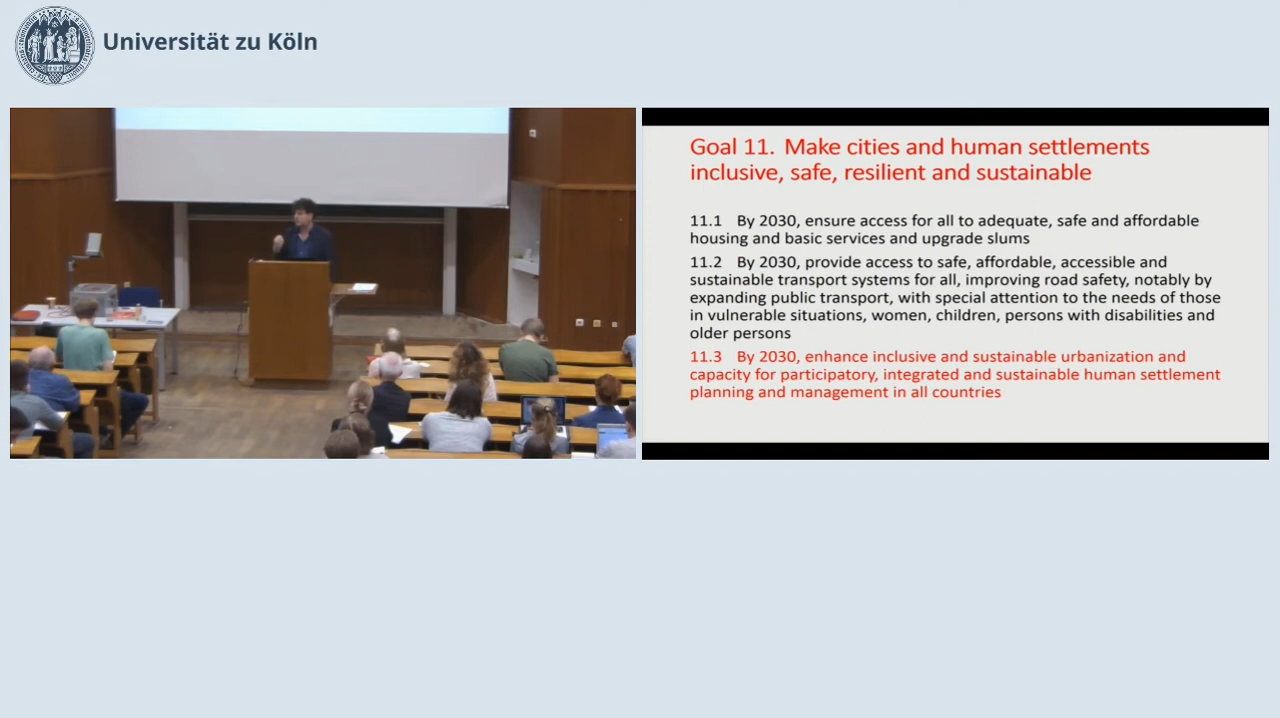 Universität zu Köln
Goal 11. Make cities and human settlements
inclusive, safe, resilient and sustainable
11.1 By 2030, ensure access for all to adequate, safe and affordable
housing and basic services and upgrade slums
11.2 By 2030, provide access to safe, affordable, accessible and
sustainable transport systems for all, improving road safety, notably by
expanding public transport, with special attention to the needs of those
in vulnerable situations, women, children, persons with disabilities and
older persons
11.3 By 2030, enhance inclusive and sustainable urbanization and
capacity for participatory, integrated and sustainable human settlement
planning and management in all countries